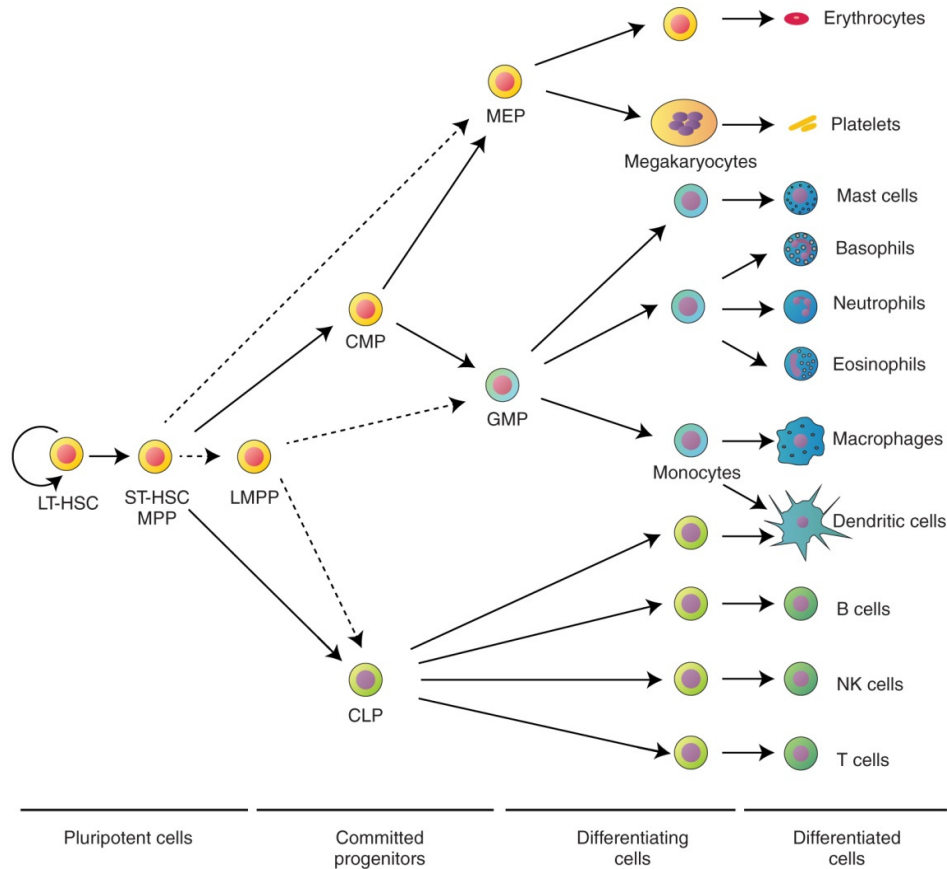 Erythrocytes
MEP
Platelets
Megakaryocytes
Mast cells
Basophils
Neutrophils
CMP
Eosinophils
GMP
Macrophages
Monocytes
LT-HSC
ST-HSC
MPP
LMPP
Dendritic cells
B cells
NK cells
CLP
T cells
Pluripotent cells
Committed
progenitors
Differentiating
cells
Differentiated
cells